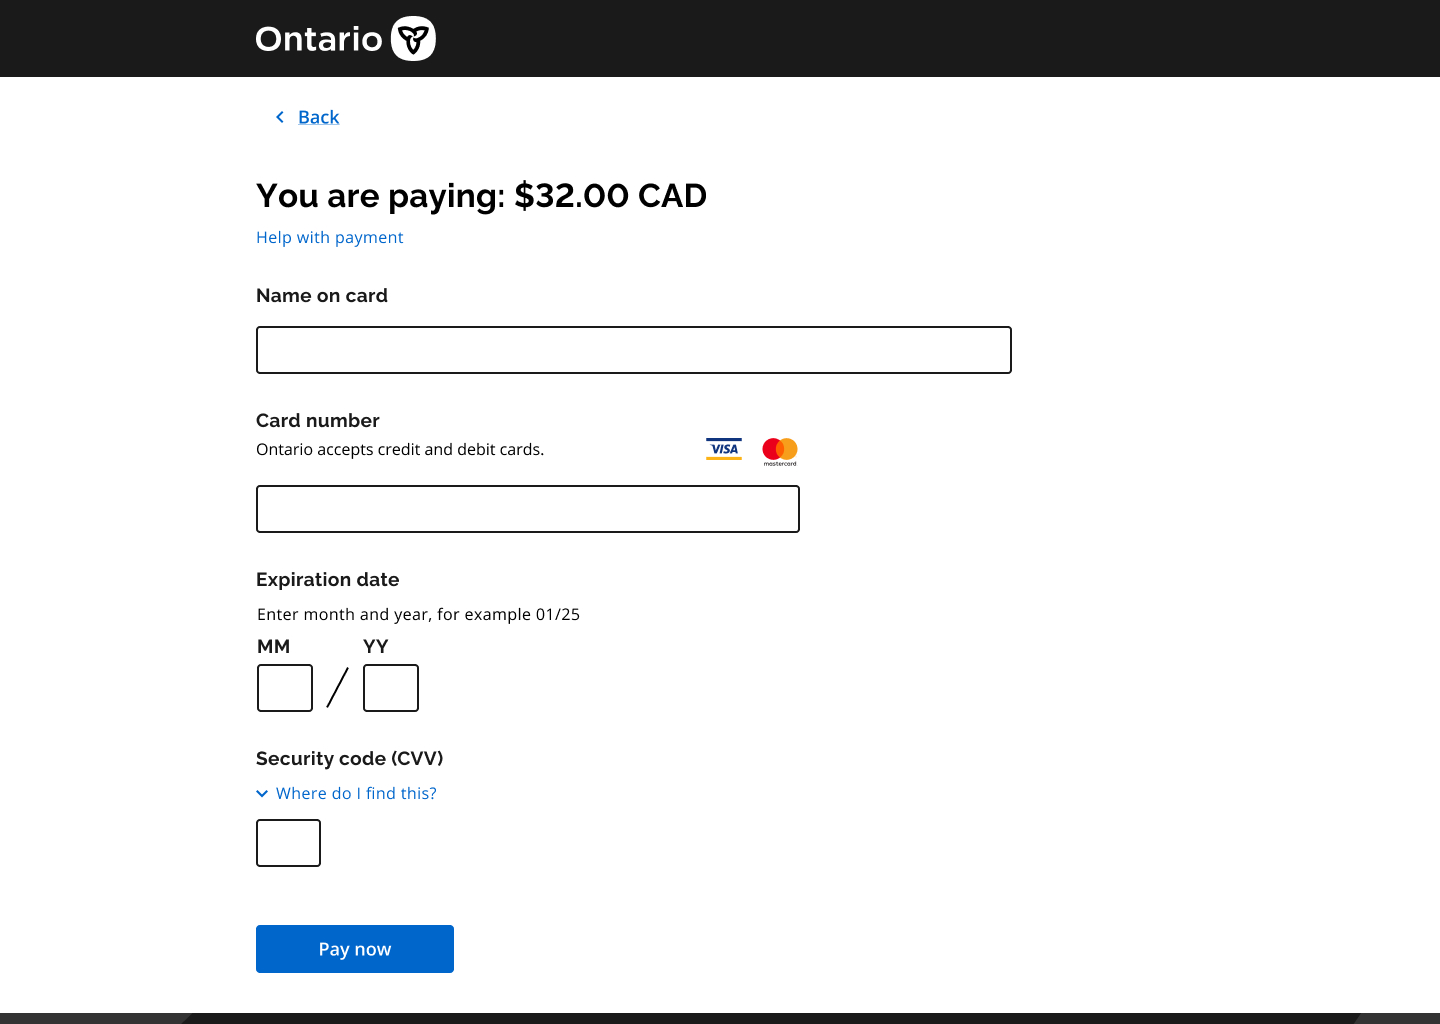 Ontario
Back
You are paying: $32.00 CAD
Help with payment
Name on card
Card number
Ontario accepts credit and debit cards.
VISA
mastercard
Expiration date
Enter month and year, for example 01/25
MM YY
/
Security code (CVV)
Where do I find this?
Pay now